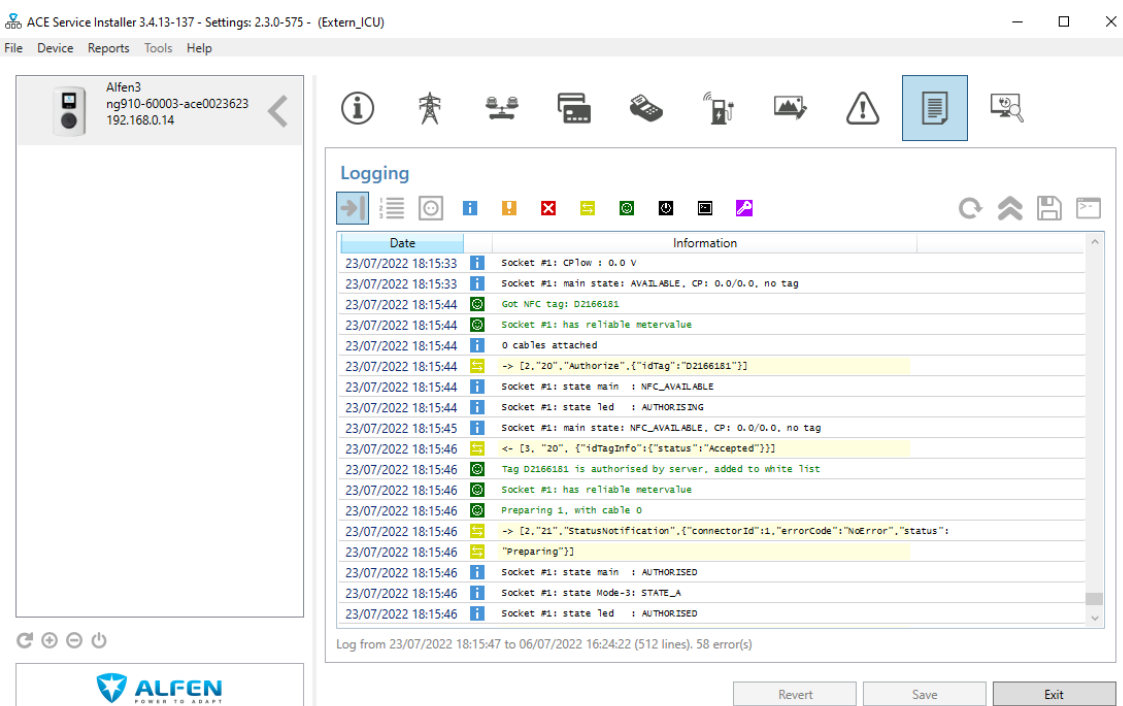 ACE Service Installer 3.4.13-137 - Settings: 2.3.0-575 - (Extern_ICU)
File Device Reports Tools Help
Alfen3
ng910-60003-ace0023623
192.168.0.14
Logging
Date Information
23/07/2022 18:15:33 Socket #1: CPlow : 0.0 V
23/07/2022 18:15:33 Socket #1: main state: AVAILABLE, CP: 0.0/0.0, no tag
23/07/2022 18:15:44 Got NFC tag: D2166181
23/07/2022 18:15:44 Socket #1: has reliable metervalue
23/07/2022 18:15:44 0 cables attached
23/07/2022 18:15:44 -> [2,"20","Authorize",{"idTag":"D2166181"}]
23/07/2022 18:15:44 Socket #1: state main : NFC_AVAILABLE
23/07/2022 18:15:44 Socket #1: state led : AUTHORISING
23/07/2022 18:15:45 Socket #1: main state: NFC_AVAILABLE, CP: 0.0/0.0, no tag
23/07/2022 18:15:46 <- [3, "20", {"idTagInfo":{"status":"Accepted"}}]
23/07/2022 18:15:46 Tag D2166181 is authorised by server, added to white list
23/07/2022 18:15:46 Socket #1: has reliable metervalue
23/07/2022 18:15:46 Preparing 1, with cable 0
23/07/2022 18:15:46 -> [2,"21","StatusNotification",{"connectorId":1,"errorCode":"NoError","status":
23/07/2022 18:15:46 "Preparing"}]
23/07/2022 18:15:46 Socket #1: state main : AUTHORISED
23/07/2022 18:15:46 Socket #1: state Mode-3: STATE_A
23/07/2022 18:15:46 Socket #1: state led : AUTHORISED
Log from 23/07/2022 18:15:47 to 06/07/2022 16:24:22 (512 lines). 58 error(s)
ALFEN
POWER TO ADAPT
Revert Save Exit